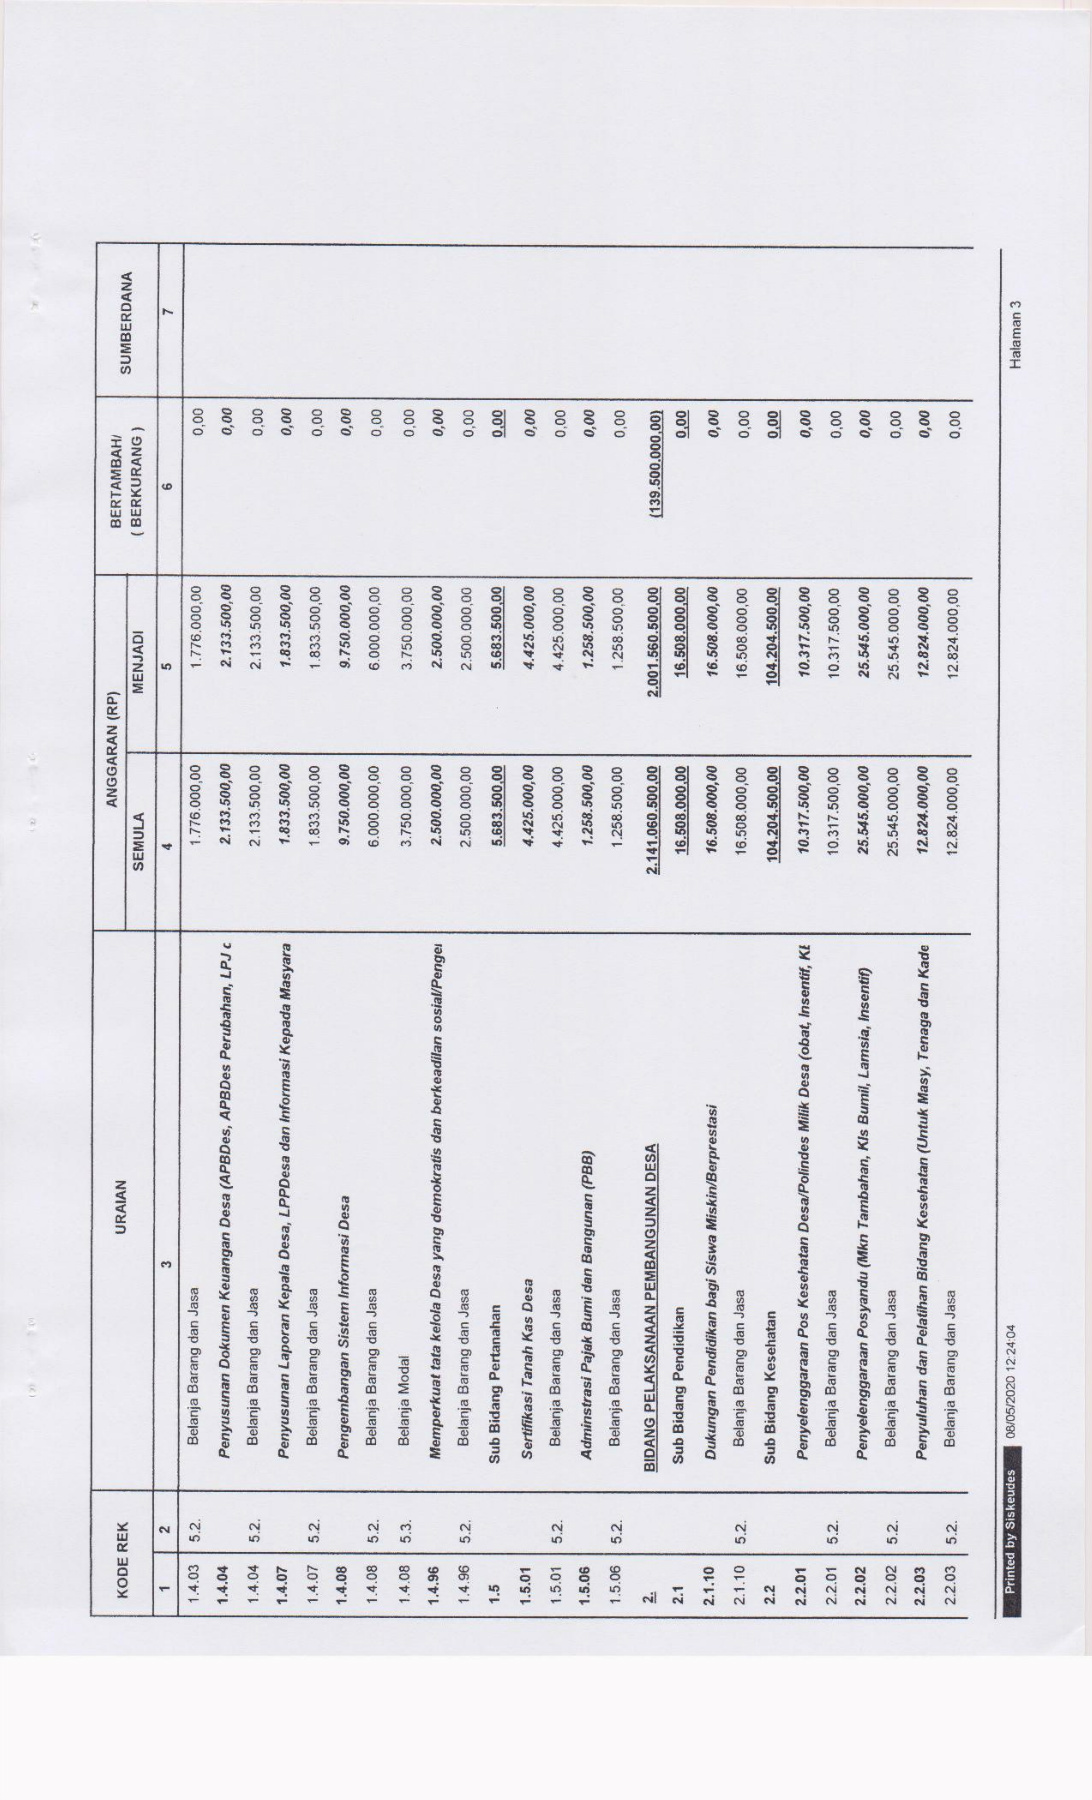 KODE REK URAIAN ANGGARAN (RP) BERTAMBAH/ ( BERKURANG ) SUMBERDANA
SEMULA MENJADI
1 2 3 4 5 6 7
1.4.03 5.2. Belanja Barang dan Jasa 1.776.000,00 1.776.000,00 0,00
1.4.04 Penyusunan Dokumen Keuangan Desa (APBDes, APBDes Perubahan, LPJ 2.133.500,00 2.133.500,00 0,00
1.4.04 5.2. Belanja Barang dan Jasa 2.133.500,00 2.133.500,00 0,00
1.4.07 Penyusunan Laporan Kepala Desa, LPPDesa dan Informasi Kepada Masyara 1.833.500,00 1.833.500,00 0,00
1.4.07 5.2. Belanja Barang dan Jasa 1.833.500,00 1.833.500,00 0,00
1.4.08 Pengembangan Sistem Informasi Desa 9.750.000,00 9.750.000,00 0,00
1.4.08 5.2. Belanja Barang dan Jasa 6.000.000,00 6.000.000,00 0,00
1.4.08 5.3. Belanja Modal 3.750.000,00 3.750.000,00 0,00
1.4.96 Memperkuat tata kelola Desa yang demokratis dan berkeadilan sosial/Penge 2.500.000,00 2.500.000,00 0,00
1.4.96 5.2. Belanja Barang dan Jasa 2.500.000,00 2.500.000,00 0,00
1.5 Sub Bidang Pertanahan 5.683.500,00 5.683.500,00 0,00
1.5.01 Sertifikasi Tanah Kas Desa 4.425.000,00 4.425.000,00 0,00
1.5.01 5.2. Belanja Barang dan Jasa 4.425.000,00 4.425.000,00 0,00
1.5.06 Adminstrasi Pajak Bumi dan Bangunan (PBB) 1.258.500,00 1.258.500,00 0,00
1.5.06 5.2. Belanja Barang dan Jasa 1.258.500,00 1.258.500,00 0,00
2. BIDANG PELAKSANAAN PEMBANGUNAN DESA 2.141.060.500,00 2.001.560.500,00 (139.500.000,00)
2.1 Sub Bidang Pendidikan 16.508.000,00 16.508.000,00 0,00
2.1.10 Dukungan Pendidikan bagi Siswa Miskin/Berprestasi 16.508.000,00 16.508.000,00 0,00
2.1.10 5.2. Belanja Barang dan Jasa 16.508.000,00 16.508.000,00 0,00
2.2 Sub Bidang Kesehatan 104.204.500,00 104.204.500,00 0,00
2.2.01 Penyelenggaraan Pos Kesehatan Desa/Polindes Milik Desa (obat, Insentif, 10.317.500,00 10.317.500,00 0,00
2.2.01 5.2. Belanja Barang dan Jasa 10.317.500,00 10.317.500,00 0,00
2.2.02 Penyelenggaraan Posyandu (Mkn Tambahan, Kls Bumil, Lamsia, Insentif) 25.545.000,00 25.545.000,00 0,00
2.2.02 5.2. Belanja Barang dan Jasa 25.545.000,00 25.545.000,00 0,00
2.2.03 Penyuluhan dan Pelatihan Bidang Kesehatan (Untuk Masy, Tenaga dan Kade 12.824.000,00 12.824.000,00 0,00
2.2.03 5.2. Belanja Barang dan Jasa 12.824.000,00 12.824.000,00 0,00
Printed by Siskeudes 06/05/2020 12:24:04 Halaman 3